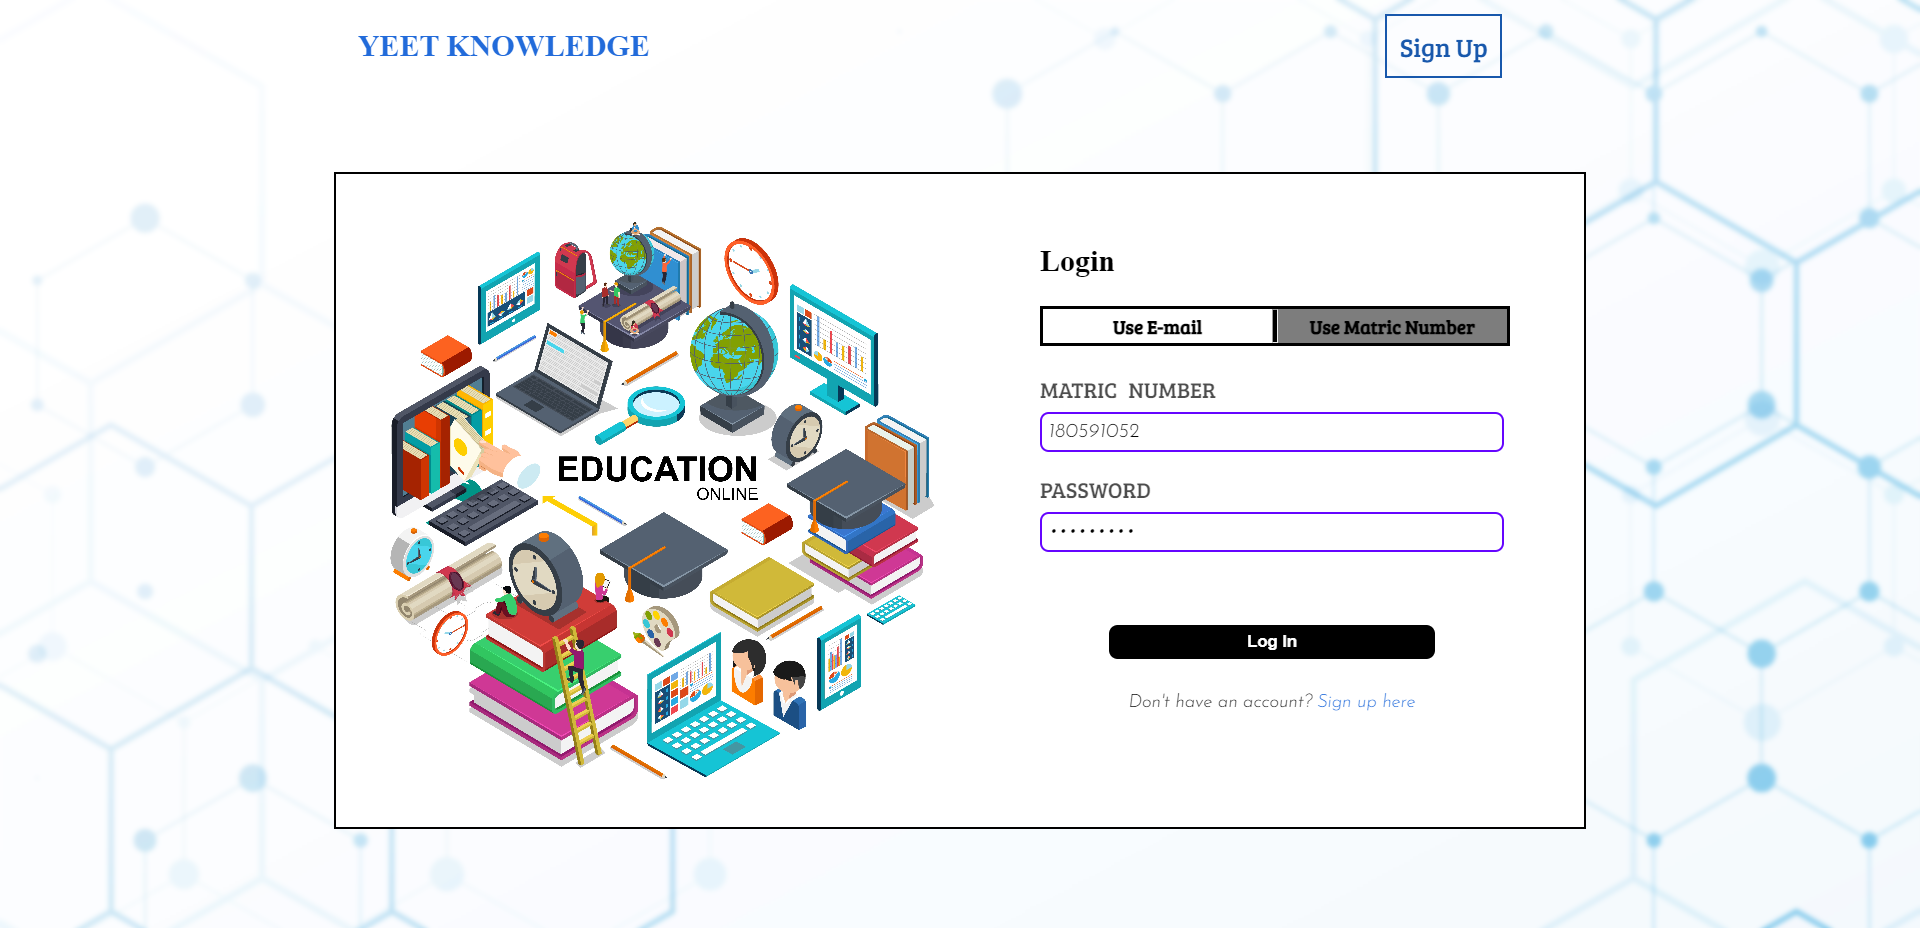 YEET KNOWLEDGE
Sign Up
EDUCATION
ONLINE
Login
Use E-mail
Use Matric Number
MATRIC NUMBER
180591052
PASSWORD
•••••••••
Log In
Don't have an account? Sign up here